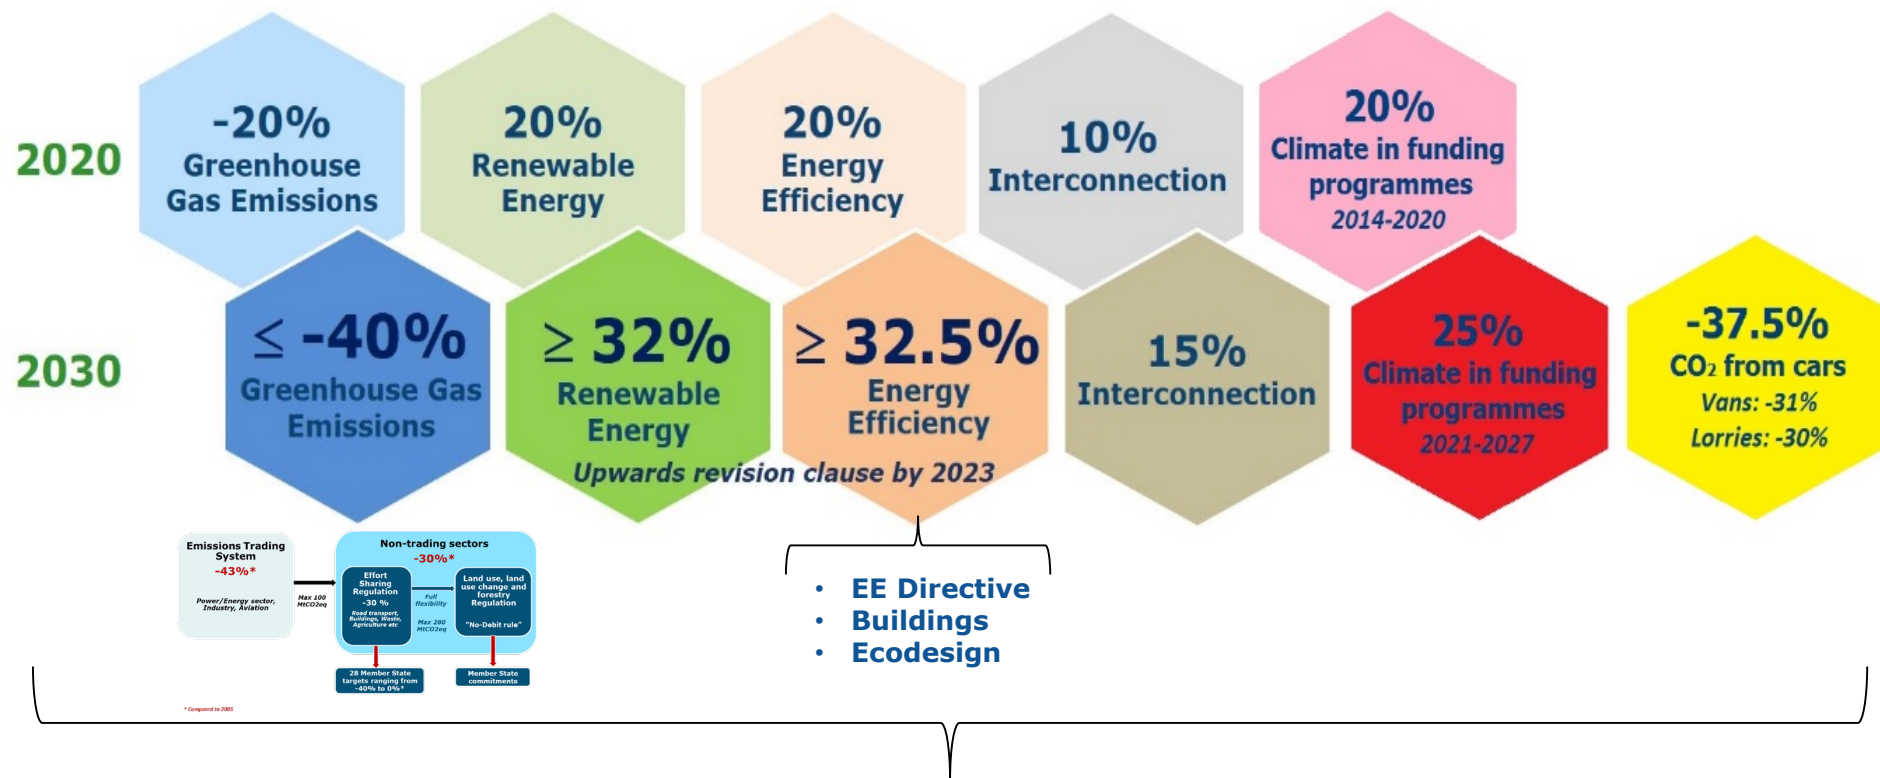 2020
-20%
Greenhouse
Gas Emissions
20%
Renewable
Energy
20%
Energy
Efficiency
10%
Interconnection
20%
Climate in funding
programmes
2014-2020
2030
≤ -40%
Greenhouse Gas
Emissions
≥ 32%
Renewable
Energy
≥ 32.5%
Energy
Efficiency
Upwards revision clause by 2023
15%
Interconnection
25%
Climate in funding
programmes
2021-2027
-37.5%
CO₂ from cars
Vans: -31%
Lorries: -30%
Emissions Trading
System
-43%*
Power/Energy sector,
Industry, Aviation
Max 100
MtCO2eq
Non-trading sectors
-30%*
Effort
Sharing
Regulation
-30 %
Road transport,
Buildings, Waste,
Agriculture etc
Full
flexibility
Max 280
MtCO2eq
Land use, land
use change and
forestry
Regulation
"No-Debit rule"
28 Member State
targets ranging from
-40% to 0%*
Member State
commitments
* Compared to 2005
• EE Directive
• Buildings
• Ecodesign